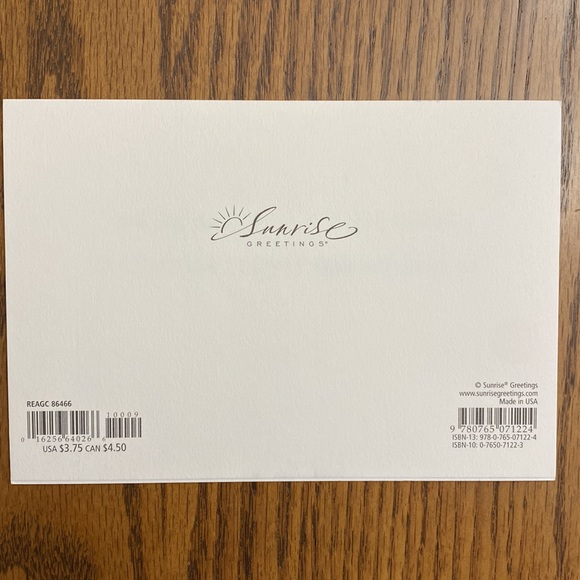 Sunrise
GREETINGS®
REAGC 86466
10009
0 16256 64026 6
USA $3.75 CAN $4.50
© Sunrise® Greetings
www.sunrisegreetings.com
Made in USA
9 780765 071224
ISBN-13: 978-0-765-07122-4
ISBN-10: 0-7650-7122-3